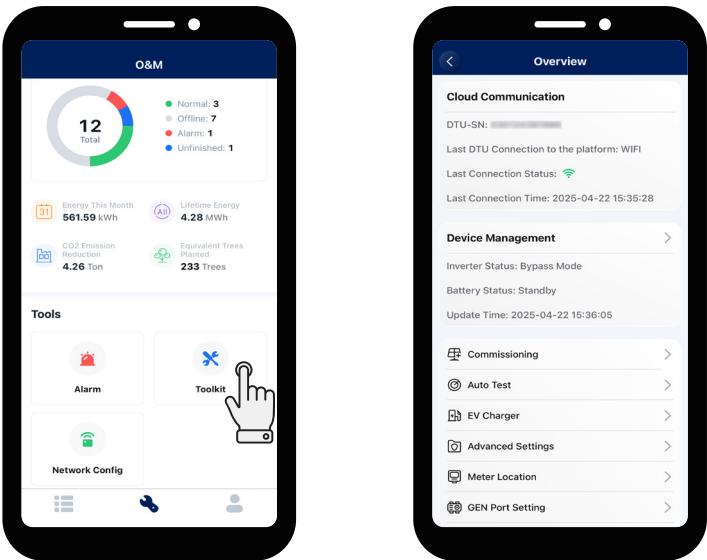 O&M
12
Total
Normal: 3
Offline: 7
Alarm: 1
Unfinished: 1
31
Energy This Month
561.59 kWh
All
Lifetime Energy
4.28 MWh
CO2 Emission
Reduction
4.26 Ton
Equivalent Trees
Planted
233 Trees
Tools
Alarm
Toolkit
Network Config
Overview
Cloud Communication
DTU-SN:
Last DTU Connection to the platform: WIFI
Last Connection Status:
Last Connection Time: 2025-04-22 15:35:28
Device Management
Inverter Status: Bypass Mode
Battery Status: Standby
Update Time: 2025-04-22 15:36:05
Commissioning
Auto Test
EV Charger
Advanced Settings
Meter Location
GEN Port Setting